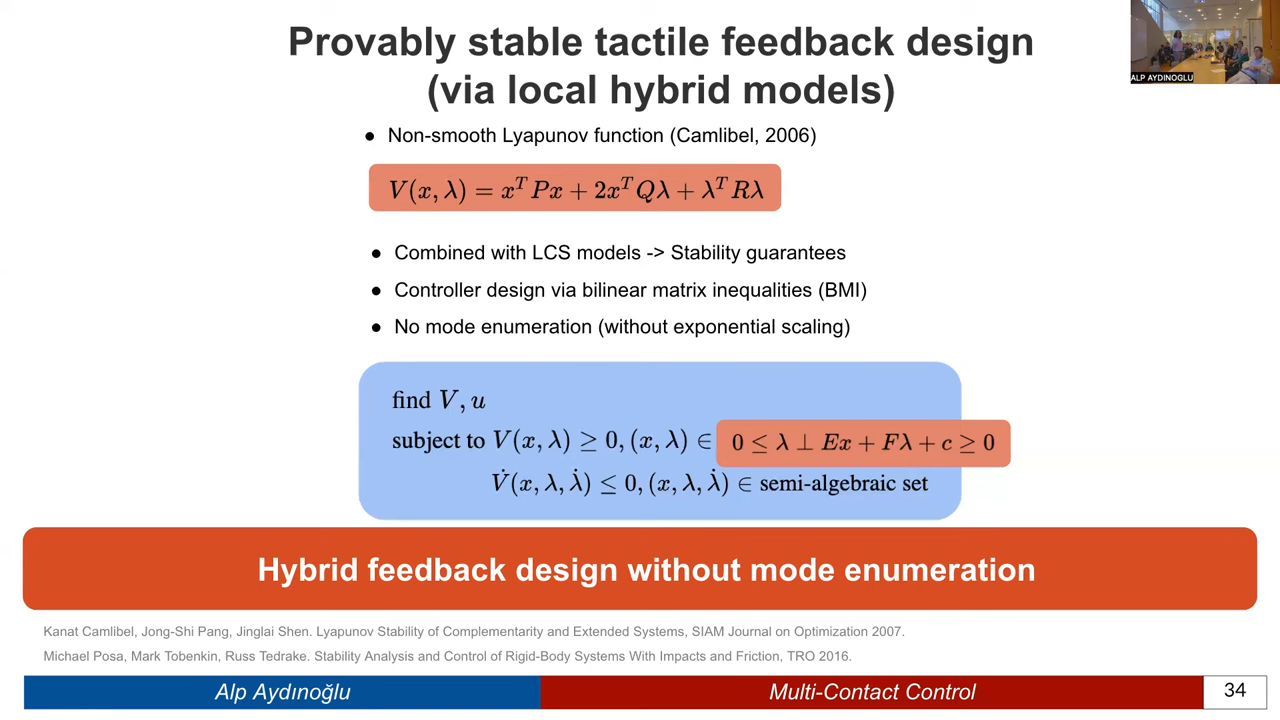 Provably stable tactile feedback design
(via local hybrid models)
ALP AYDINOGLU
● Non-smooth Lyapunov function (Camlibel, 2006)
V(x, λ) = xᵀPx + 2xᵀQλ + λᵀRλ
● Combined with LCS models -> Stability guarantees
● Controller design via bilinear matrix inequalities (BMI)
● No mode enumeration (without exponential scaling)
find V, u
subject to V(x, λ) ≥ 0, (x, λ) ∈ 0 ≤ λ ⊥ Ex + Fλ + c ≥ 0
V̇(x, λ, λ̇) ≤ 0, (x, λ, λ̇) ∈ semi-algebraic set
Hybrid feedback design without mode enumeration
Kanat Camlibel, Jong-Shi Pang, Jinglai Shen. Lyapunov Stability of Complementarity and Extended Systems, SIAM Journal on Optimization 2007.
Michael Posa, Mark Tobenkin, Russ Tedrake. Stability Analysis and Control of Rigid-Body Systems With Impacts and Friction, TRO 2016.
Alp Aydınoğlu
Multi-Contact Control
34